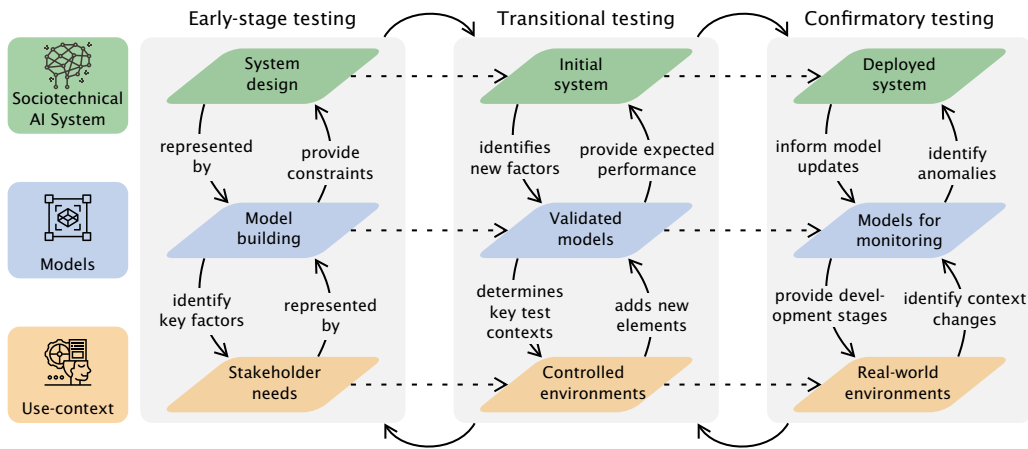 Early-stage testing
Transitional testing
Confirmatory testing
Sociotechnical
AI System
System
design
Initial
system
Deployed
system
represented
by
provide
constraints
identifies
new factors
provide expected
performance
inform model
updates
identify
anomalies
Models
Model
building
Validated
models
Models for
monitoring
identify
key factors
represented
by
determines
key test
contexts
adds new
elements
provide devel-
opment stages
identify context
changes
Use-context
Stakeholder
needs
Controlled
environments
Real-world
environments